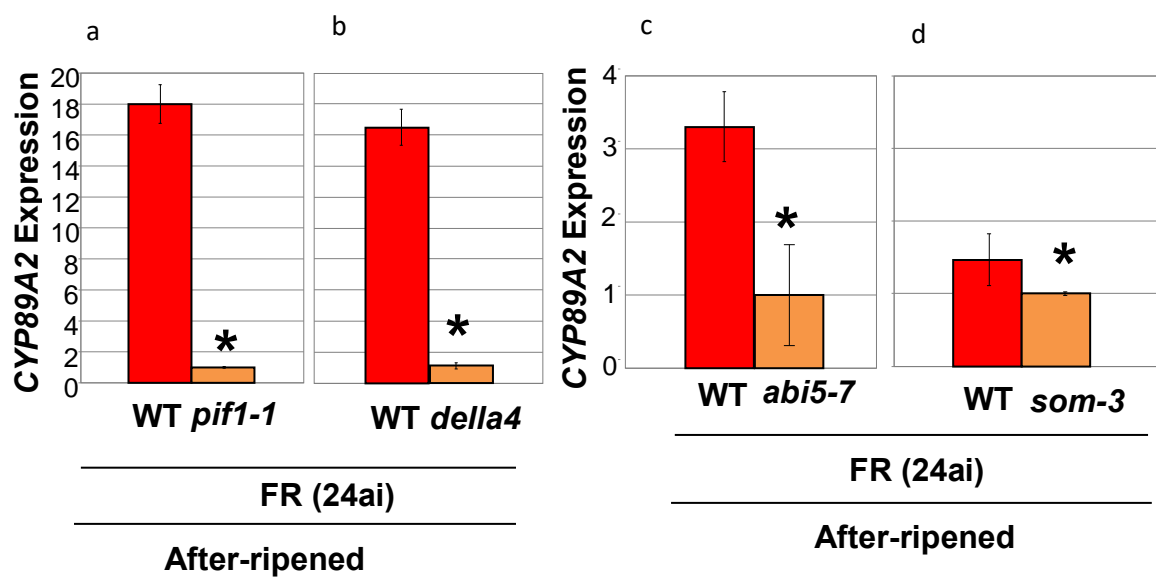 a
b
c
d
CYP89A2 Expression
20
18
16
14
12
10
8
6
4
2
0
*
*
WT pif1-1
WT della4
FR (24ai)
After-ripened
CYP89A2 Expression
4
3
2
1
0
*
*
WT abi5-7
WT som-3
FR (24ai)
After-ripened